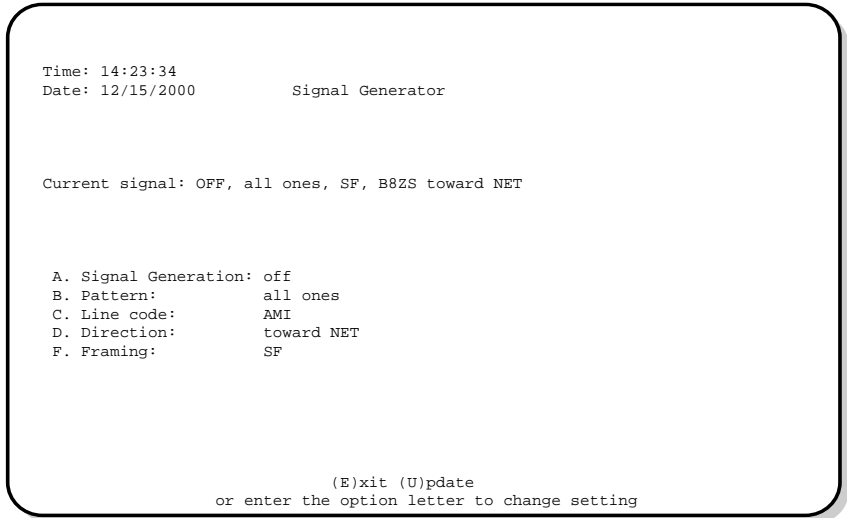 Time: 14:23:34
Date: 12/15/2000 Signal Generator
Current signal: OFF, all ones, SF, B8ZS toward NET
A. Signal Generation: off
B. Pattern: all ones
C. Line code: AMI
D. Direction: toward NET
F. Framing: SF
(E)xit (U)pdate
or enter the option letter to change setting